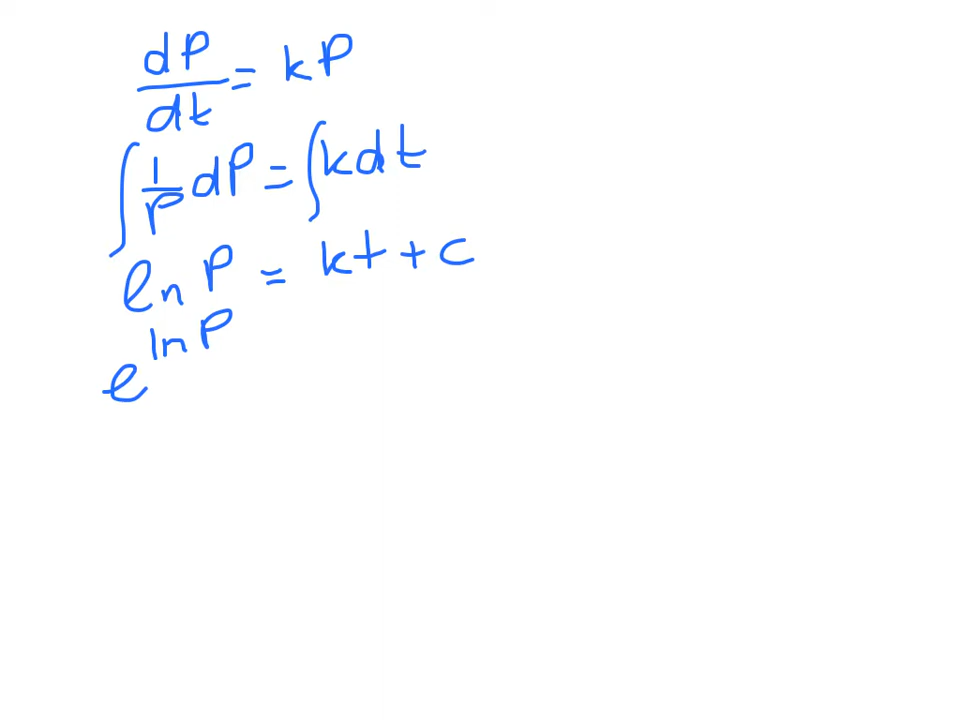 dP/dt = kP
∫ 1/P dP = ∫ k dt
ln P = kt + c
e^ln P